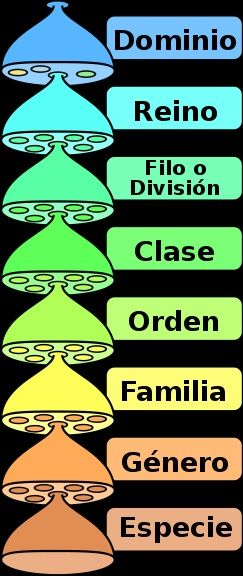 Dominio
Reino
Filo o
División
Clase
Orden
Familia
Género
Especie